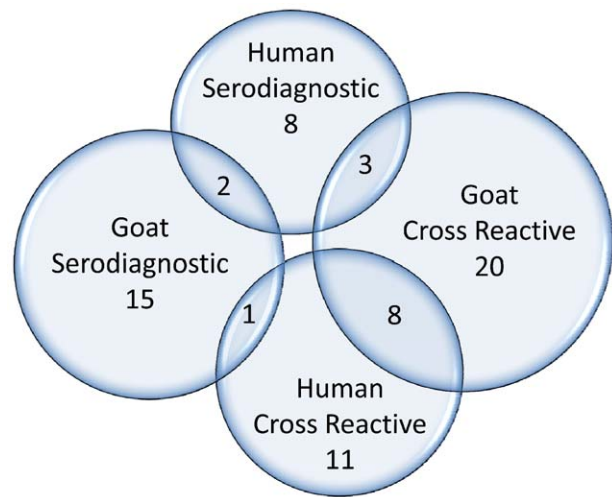 Human
Serodiagnostic
8
3
2
Goat
Cross Reactive
20
Goat
Serodiagnostic
15
1
8
Human
Cross Reactive
11